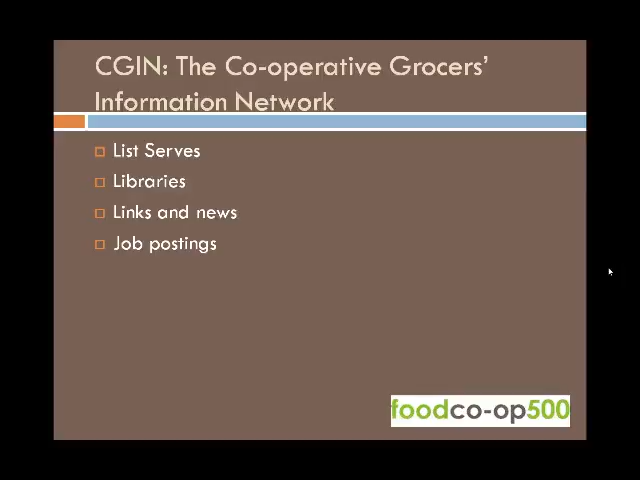 CGIN: The Co-operative Grocers’
Information Network
List Serves
Libraries
Links and news
Job postings
foodco-op500